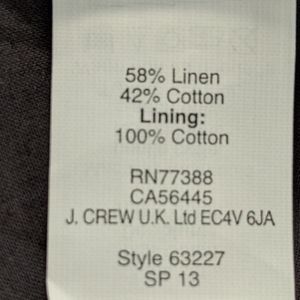 58% Linen
42% Cotton
Lining:
100% Cotton
RN77388
CA56445
J. CREW U.K. Ltd EC4V 6JA
Style 63227
SP 13